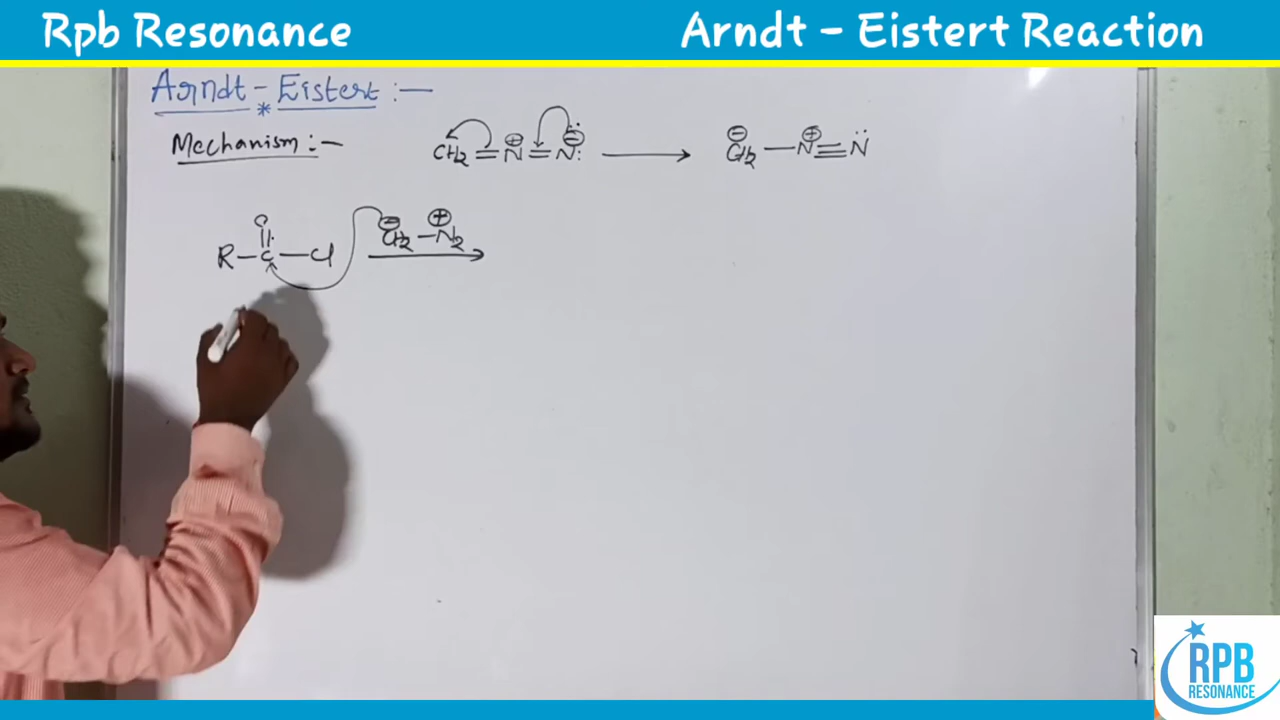 Rpb Resonance
Arndt – Eistert Reaction
Arndt – Eistert :—
*
Mechanism :—
CH₂ = N⊕ = N̈⊖: ⟶ ⊖CH₂ — N⊕ ≡ N̈
O
||
R — C — Cl
⊖CH₂ — N₂⊕ ⟶
RPB
RESONANCE